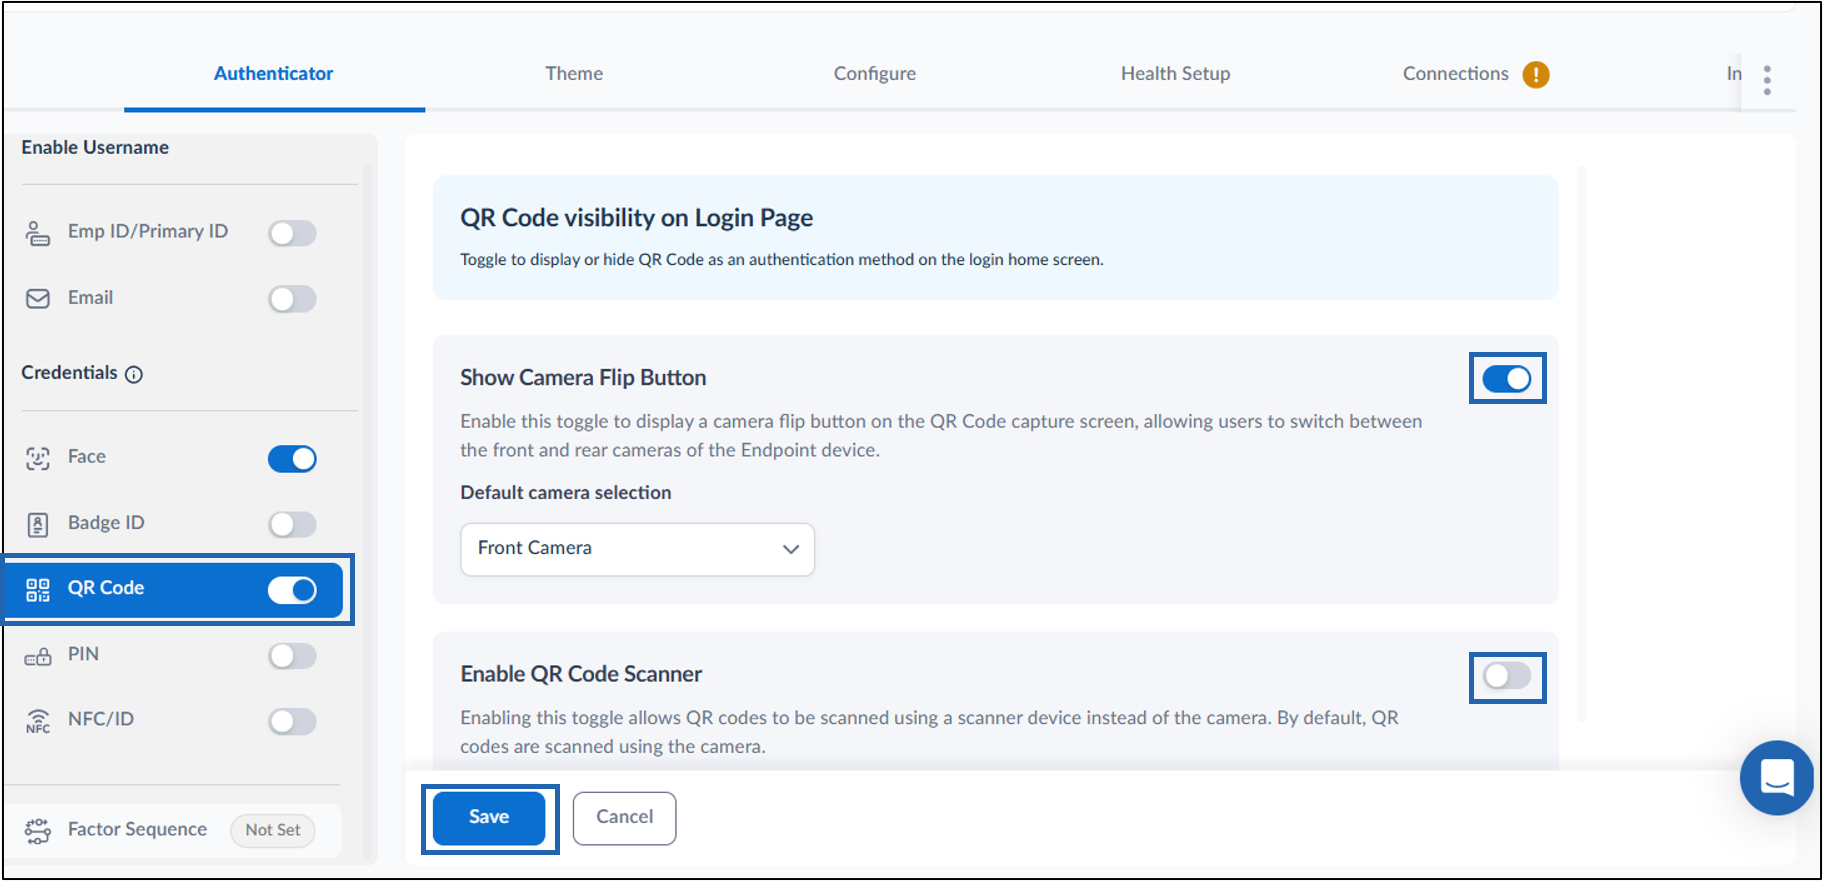 Authenticator
Theme
Configure
Health Setup
Connections
!
In
Enable Username
Emp ID/Primary ID
Email
Credentials
Face
Badge ID
QR Code
PIN
NFC
NFC/ID
Factor Sequence
Not Set
QR Code visibility on Login Page
Toggle to display or hide QR Code as an authentication method on the login home screen.
Show Camera Flip Button
Enable this toggle to display a camera flip button on the QR Code capture screen, allowing users to switch between
the front and rear cameras of the Endpoint device.
Default camera selection
Front Camera
Enable QR Code Scanner
Enabling this toggle allows QR codes to be scanned using a scanner device instead of the camera. By default, QR
codes are scanned using the camera.
Save
Cancel